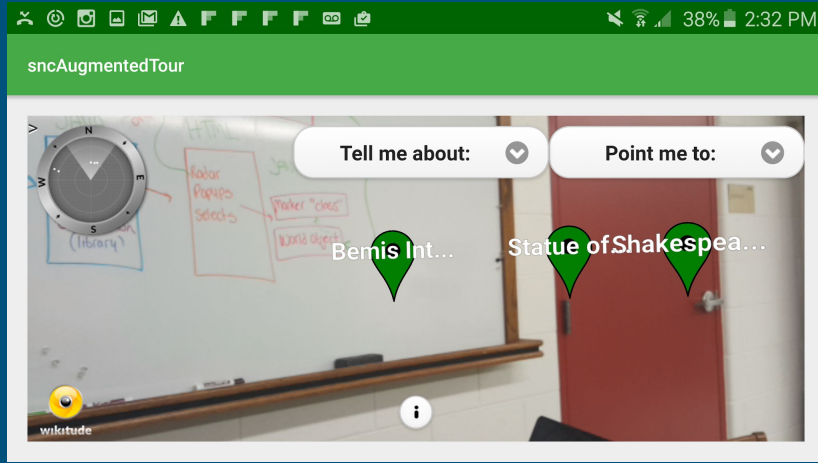 38% 2:32 PM
sncAugmentedTour
>
N
W
E
S
Tell me about:
Point me to:
HTML
Radar
Popups
Selects
Marker "class"
World object
(library)
Bemis Int...
Statue of...
Shakespea...
i
wikitude